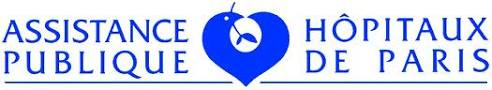 ASSISTANCE
PUBLIQUE
HÔPITAUX
DE PARIS